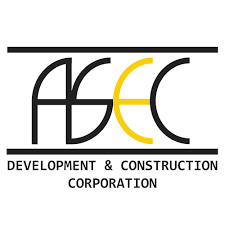 ASEC
DEVELOPMENT & CONSTRUCTION
CORPORATION